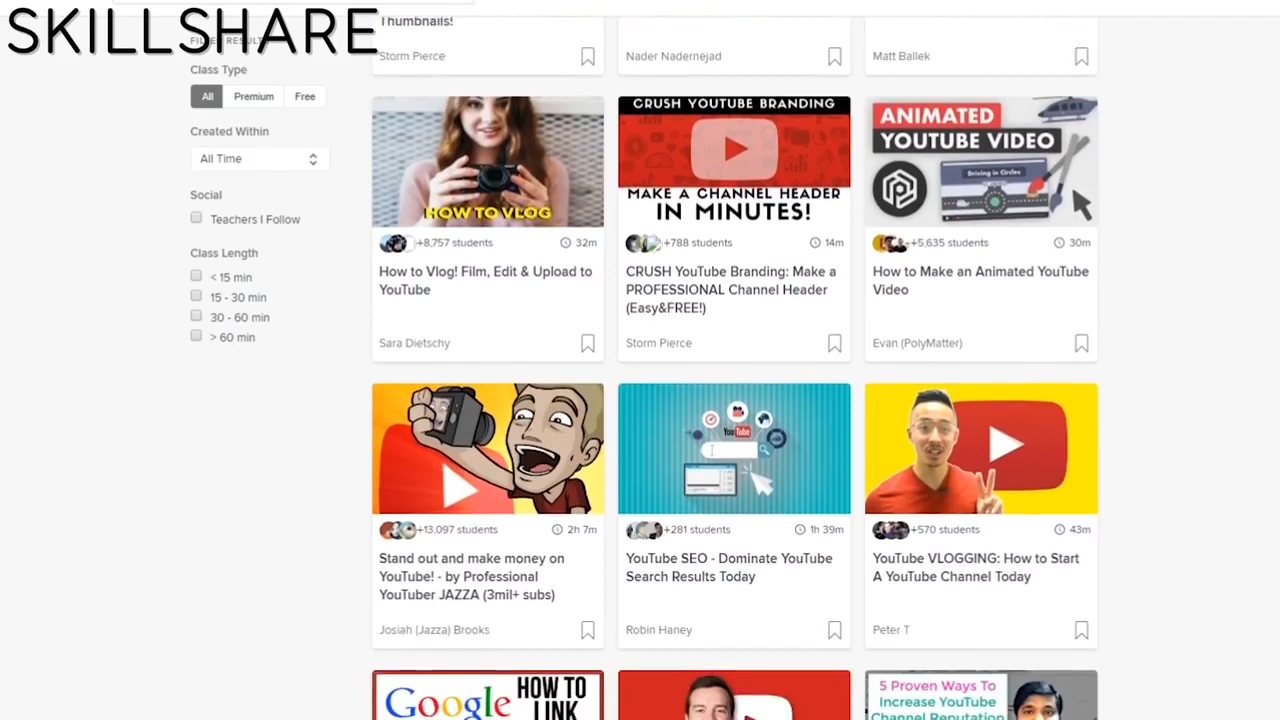 SKILLSHARE
FILTER RESULTS
Class Type
All
Premium
Free
Created Within
All Time
Social
Teachers I Follow
Class Length
< 15 min
15 - 30 min
30 - 60 min
> 60 min
Thumbnails!
Storm Pierce
Nader Nadernejad
Matt Ballek
HOW TO VLOG
+8,757 students
32m
How to Vlog! Film, Edit & Upload to
YouTube
Sara Dietschy
CRUSH YOUTUBE BRANDING
MAKE A CHANNEL HEADER
IN MINUTES!
+788 students
14m
CRUSH YouTube Branding: Make a
PROFESSIONAL Channel Header
(Easy&FREE!)
Storm Pierce
ANIMATED
YOUTUBE VIDEO
Driving in Circles
+5,635 students
30m
How to Make an Animated YouTube
Video
Evan (PolyMatter)
+13,097 students
2h 7m
Stand out and make money on
YouTube! - by Professional
YouTuber JAZZA (3mil+ subs)
Josiah (Jazza) Brooks
YouTube
+281 students
1h 39m
YouTube SEO - Dominate YouTube
Search Results Today
Robin Haney
+570 students
43m
YouTube VLOGGING: How to Start
A YouTube Channel Today
Peter T
Google
HOW TO
LINK
5 Proven Ways To
Increase YouTube
Channel Reputation